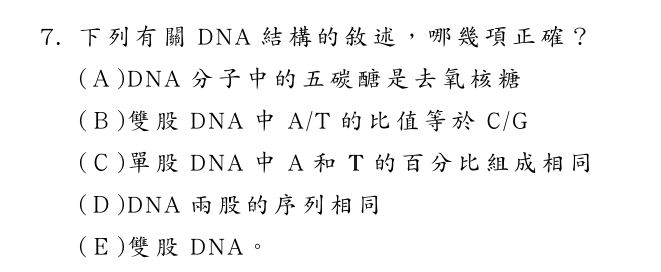 7. 下列有關 DNA 結構的敘述，哪幾項正確？
(A)DNA 分子中的五碳醣是去氧核糖
(B)雙股 DNA 中 A/T 的比值等於 C/G
(C)單股 DNA 中 A 和 T 的百分比組成相同
(D)DNA 兩股的序列相同
(E)雙股 DNA。